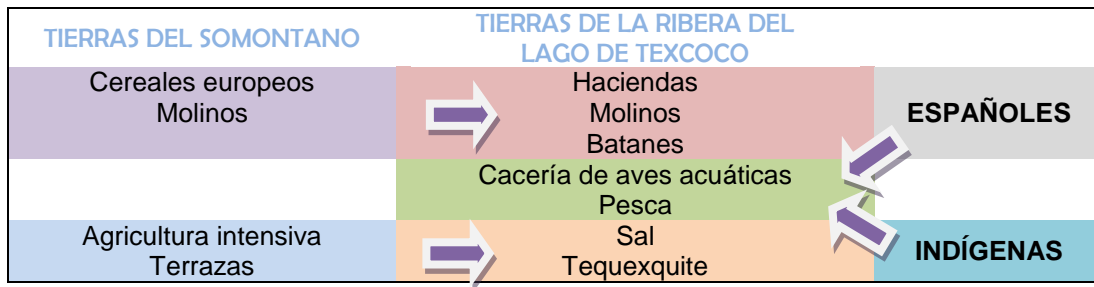 TIERRAS DEL SOMONTANO
TIERRAS DE LA RIBERA DEL
LAGO DE TEXCOCO
Cereales europeos
Molinos
Haciendas
Molinos
Batanes
ESPAÑOLES
Cacería de aves acuáticas
Pesca
Agricultura intensiva
Terrazas
Sal
Tequexquite
INDÍGENAS